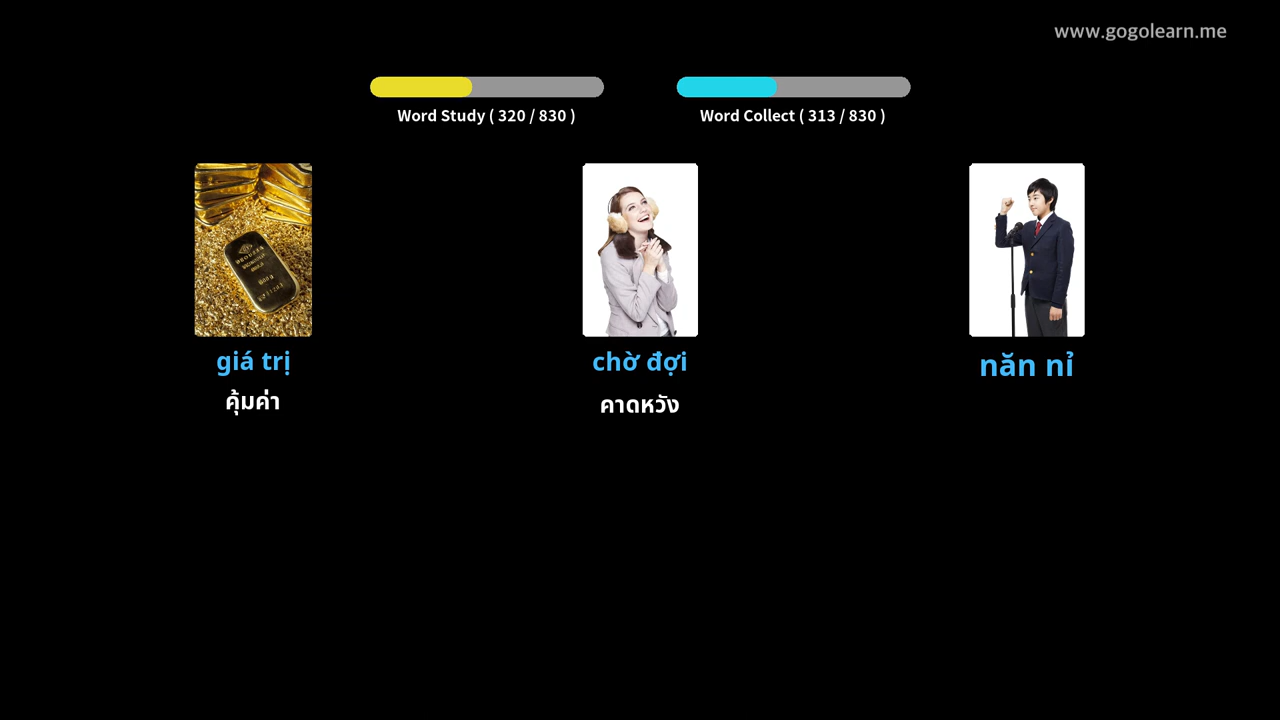 www.gogolearn.me
Word Study ( 320 / 830 )
Word Collect ( 313 / 830 )
giá trị
คุ้มค่า
chờ đợi
คาดหวัง
năn nỉ